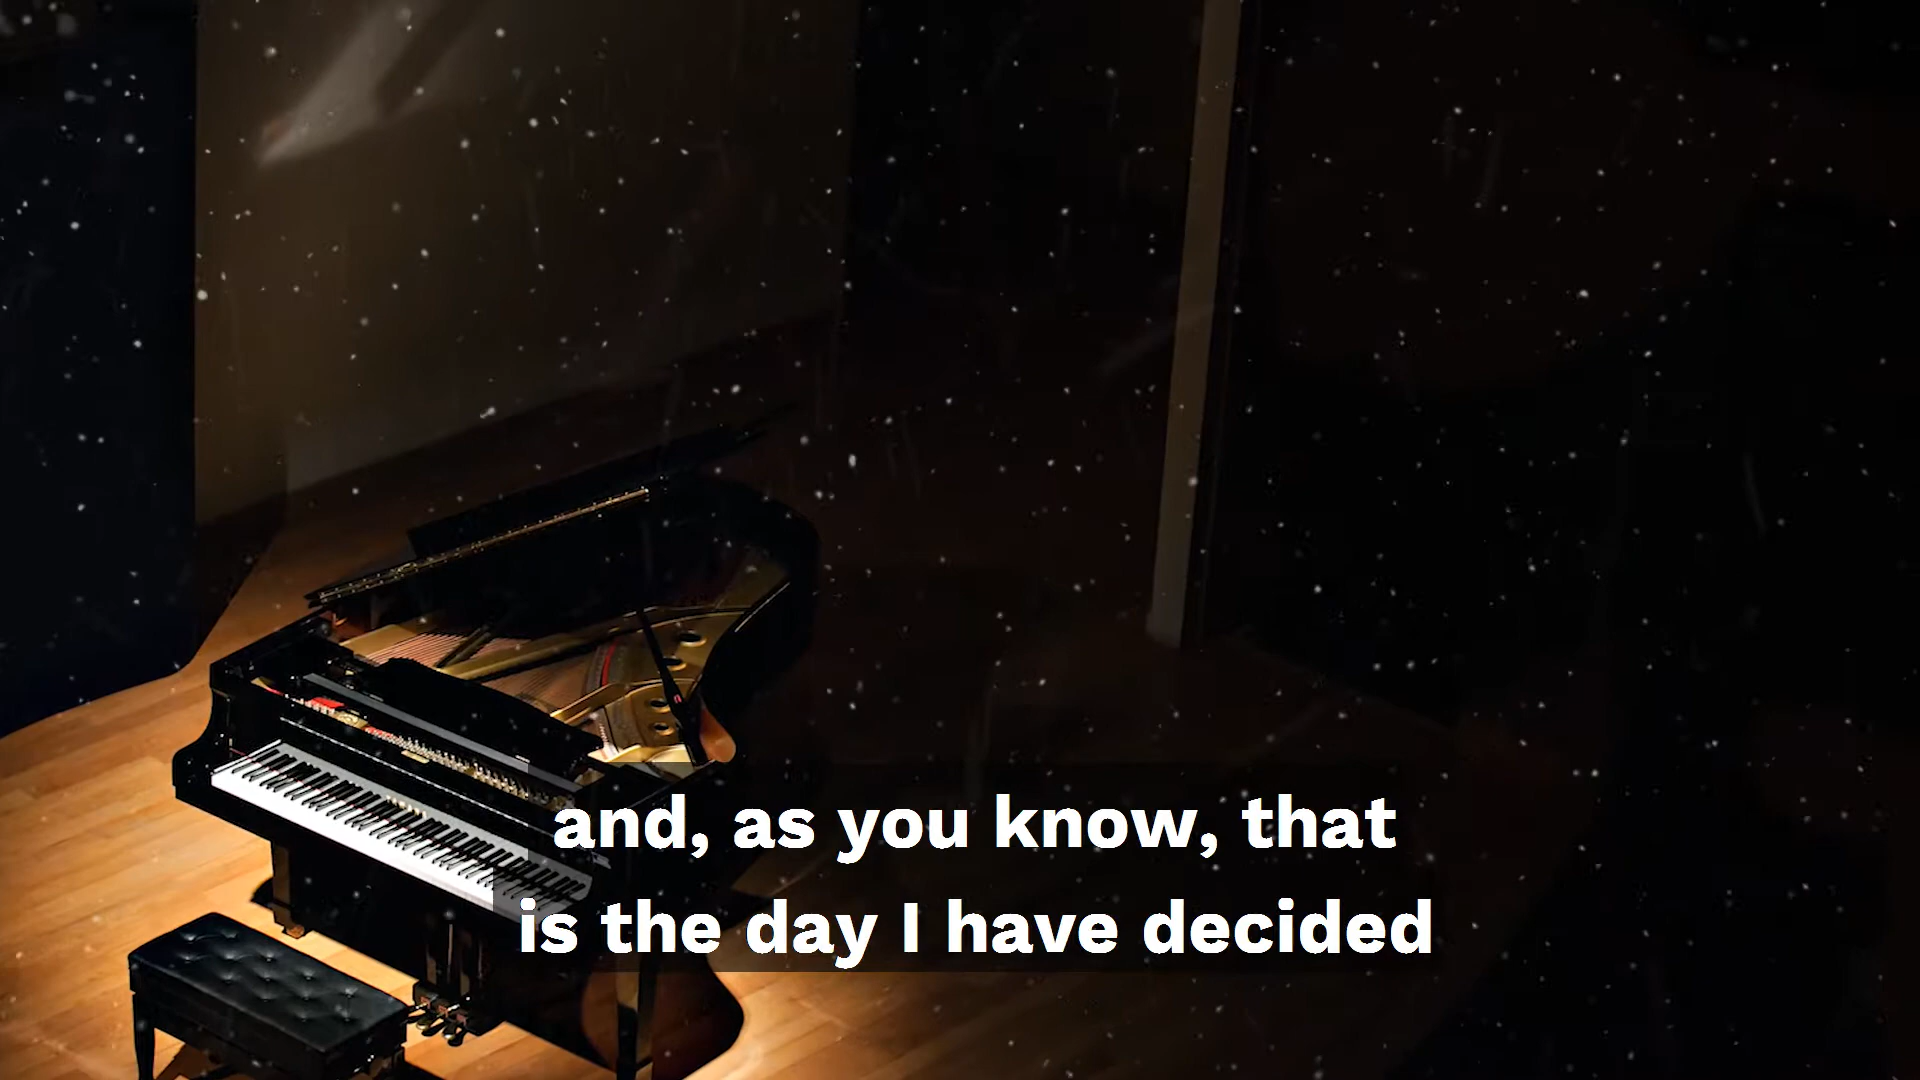 and, as you know, that
is the day I have decided